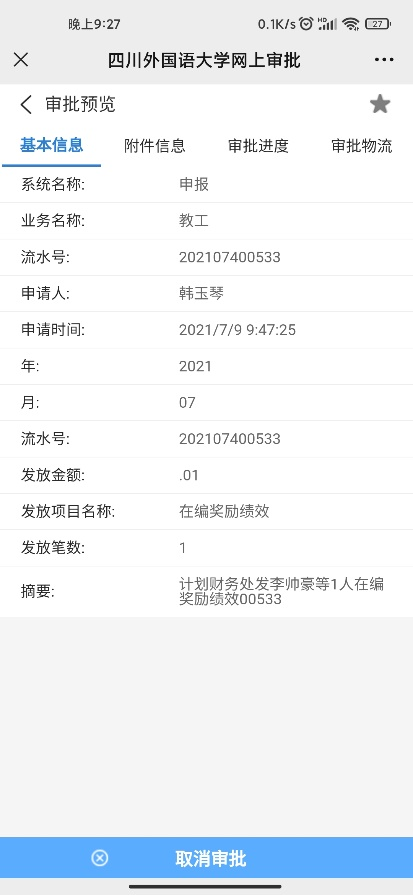 晚上9:27
0.1K/s
HD
27
四川外国语大学网上审批
审批预览
基本信息 附件信息 审批进度 审批物流
系统名称: 申报
业务名称: 教工
流水号: 202107400533
申请人: 韩玉琴
申请时间: 2021/7/9 9:47:25
年: 2021
月: 07
流水号: 202107400533
发放金额: .01
发放项目名称: 在编奖励绩效
发放笔数: 1
摘要: 计划财务处发李帅豪等1人在编
奖励绩效00533
取消审批